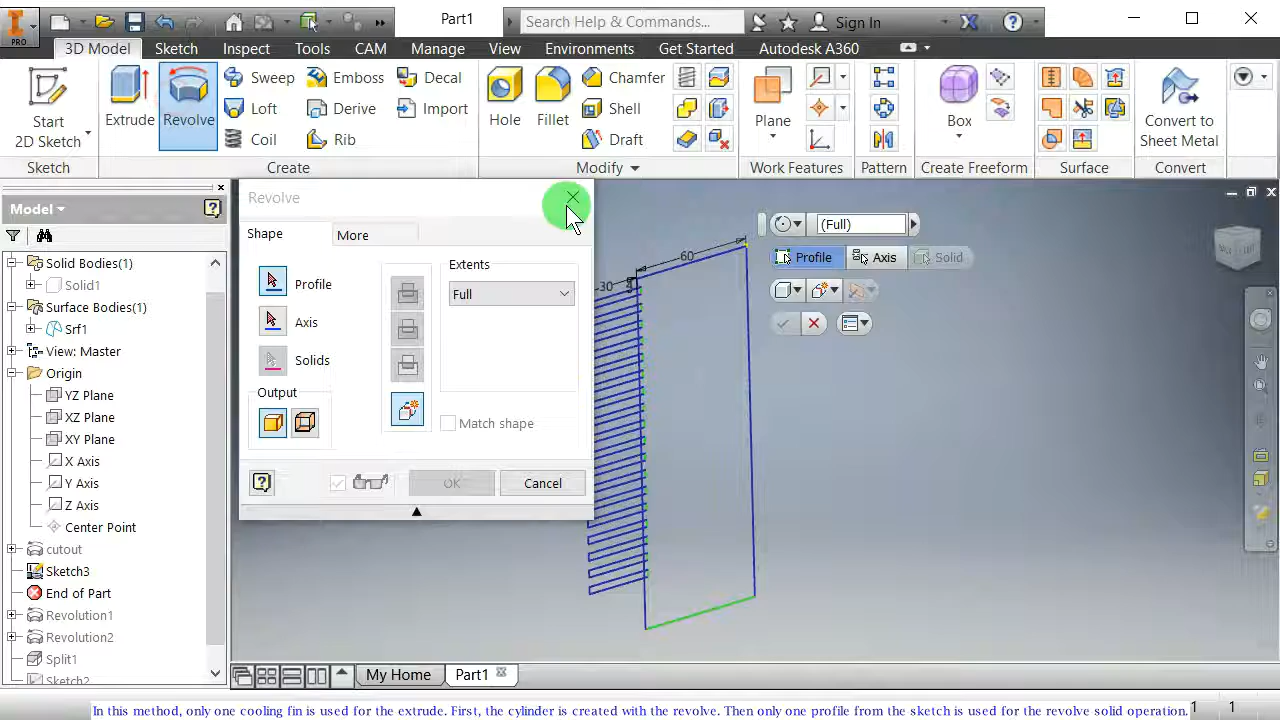 PRO
Part1
Search Help & Commands...
Sign In
3D Model Sketch Inspect Tools CAM Manage View Environments Get Started Autodesk A360
Start
2D Sketch
Extrude
Revolve
Sweep
Loft
Coil
Emboss
Derive
Rib
Decal
Import
Hole
Fillet
Chamfer
Shell
Draft
Plane
Box
Convert to
Sheet Metal
Sketch Create Modify Work Features Pattern Create Freeform Surface Convert
Model
Solid Bodies(1)
Solid1
Surface Bodies(1)
Srf1
View: Master
Origin
YZ Plane
XZ Plane
XY Plane
X Axis
Y Axis
Z Axis
Center Point
cutout
Sketch3
End of Part
Revolution1
Revolution2
Split1
Sketch2
Revolve
Shape More
Profile
Axis
Solids
Output
Extents
Full
Match shape
OK Cancel
60
30
(Full)
Profile Axis Solid
My Home Part1
In this method, only one cooling fin is used for the extrude. First, the cylinder is created with the revolve. Then only one profile from the sketch is used for the revolve solid operation.
1 1